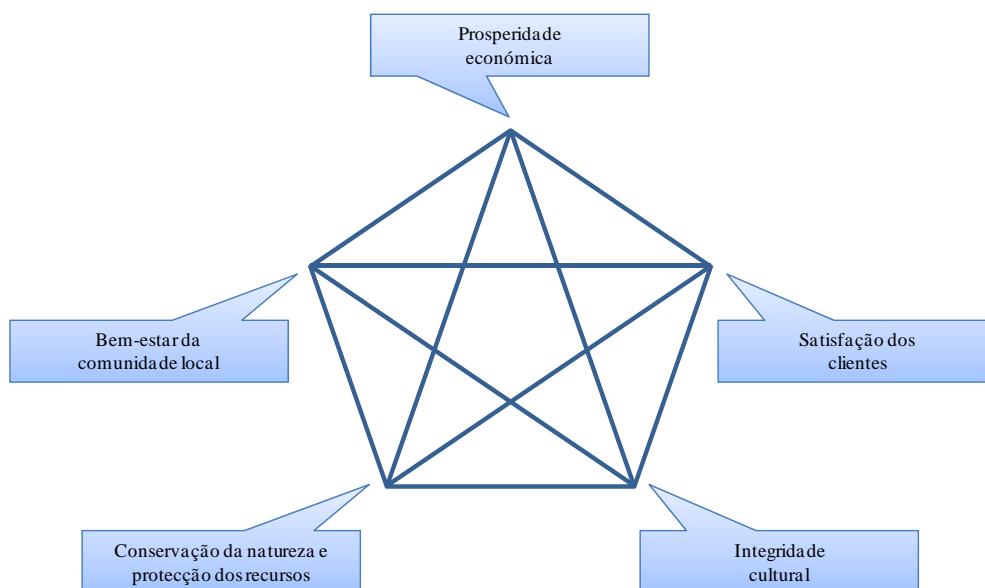 Prosperidade
económica
Bem-estar da
comunidade local
Satisfação dos
clientes
Conservação da natureza e
protecção dos recursos
Integridade
cultural